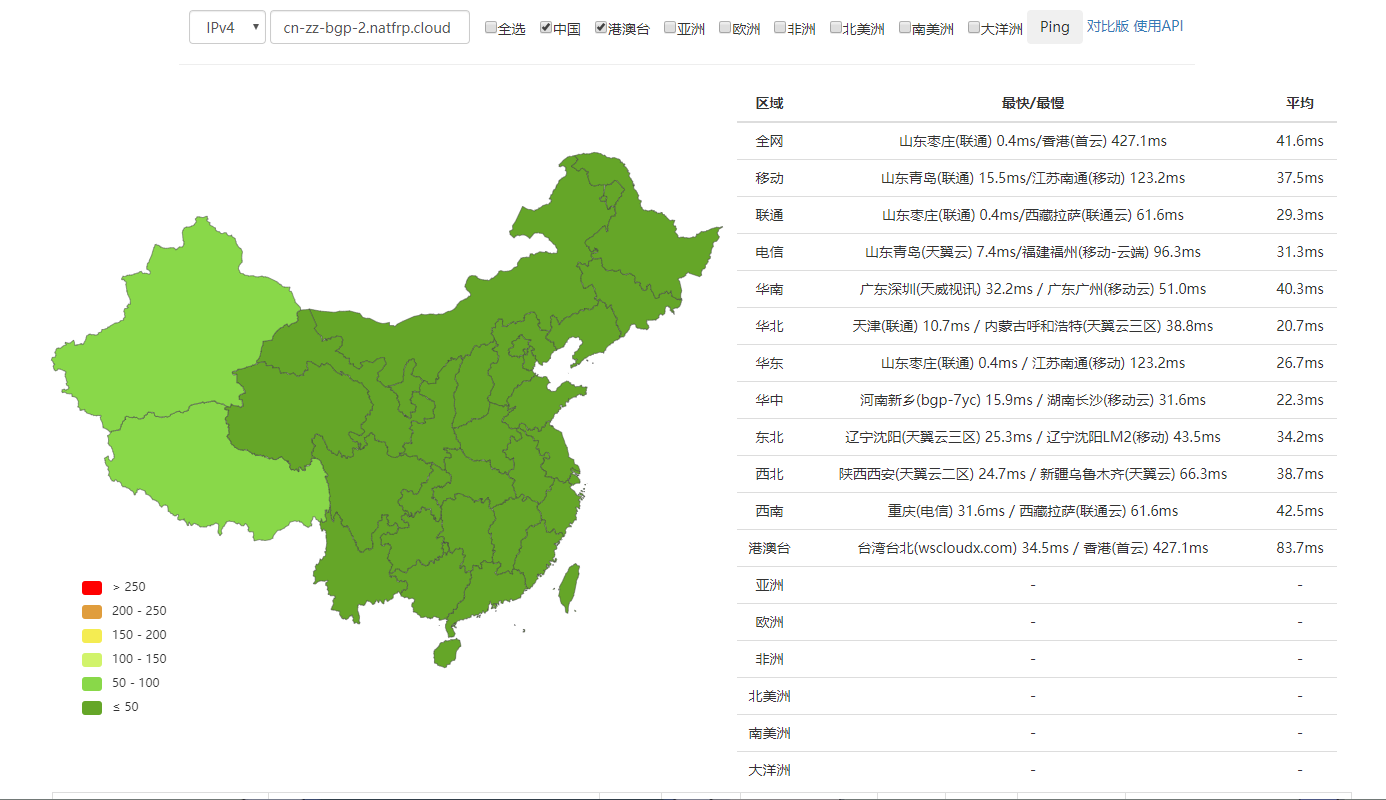 IPv4 cn-zz-bgp-2.natfrp.cloud 全选 中国 港澳台 亚洲 欧洲 非洲 北美洲 南美洲 大洋洲 Ping 对比版 使用API
区域 最快/最慢 平均
全网 山东枣庄(联通) 0.4ms/香港(首云) 427.1ms 41.6ms
移动 山东青岛(联通) 15.5ms/江苏南通(移动) 123.2ms 37.5ms
联通 山东枣庄(联通) 0.4ms/西藏拉萨(联通云) 61.6ms 29.3ms
电信 山东青岛(天翼云) 7.4ms/福建福州(移动-云端) 96.3ms 31.3ms
华南 广东深圳(天威视讯) 32.2ms / 广东广州(移动云) 51.0ms 40.3ms
华北 天津(联通) 10.7ms / 内蒙古呼和浩特(天翼云三区) 38.8ms 20.7ms
华东 山东枣庄(联通) 0.4ms / 江苏南通(移动) 123.2ms 26.7ms
华中 河南新乡(bgp-7yc) 15.9ms / 湖南长沙(移动云) 31.6ms 22.3ms
东北 辽宁沈阳(天翼云三区) 25.3ms / 辽宁沈阳LM2(移动) 43.5ms 34.2ms
西北 陕西西安(天翼云二区) 24.7ms / 新疆乌鲁木齐(天翼云) 66.3ms 38.7ms
西南 重庆(电信) 31.6ms / 西藏拉萨(联通云) 61.6ms 42.5ms
港澳台 台湾台北(wscloudx.com) 34.5ms / 香港(首云) 427.1ms 83.7ms
亚洲 - -
欧洲 - -
非洲 - -
北美洲 - -
南美洲 - -
大洋洲 - -
> 250
200 - 250
150 - 200
100 - 150
50 - 100
≤ 50